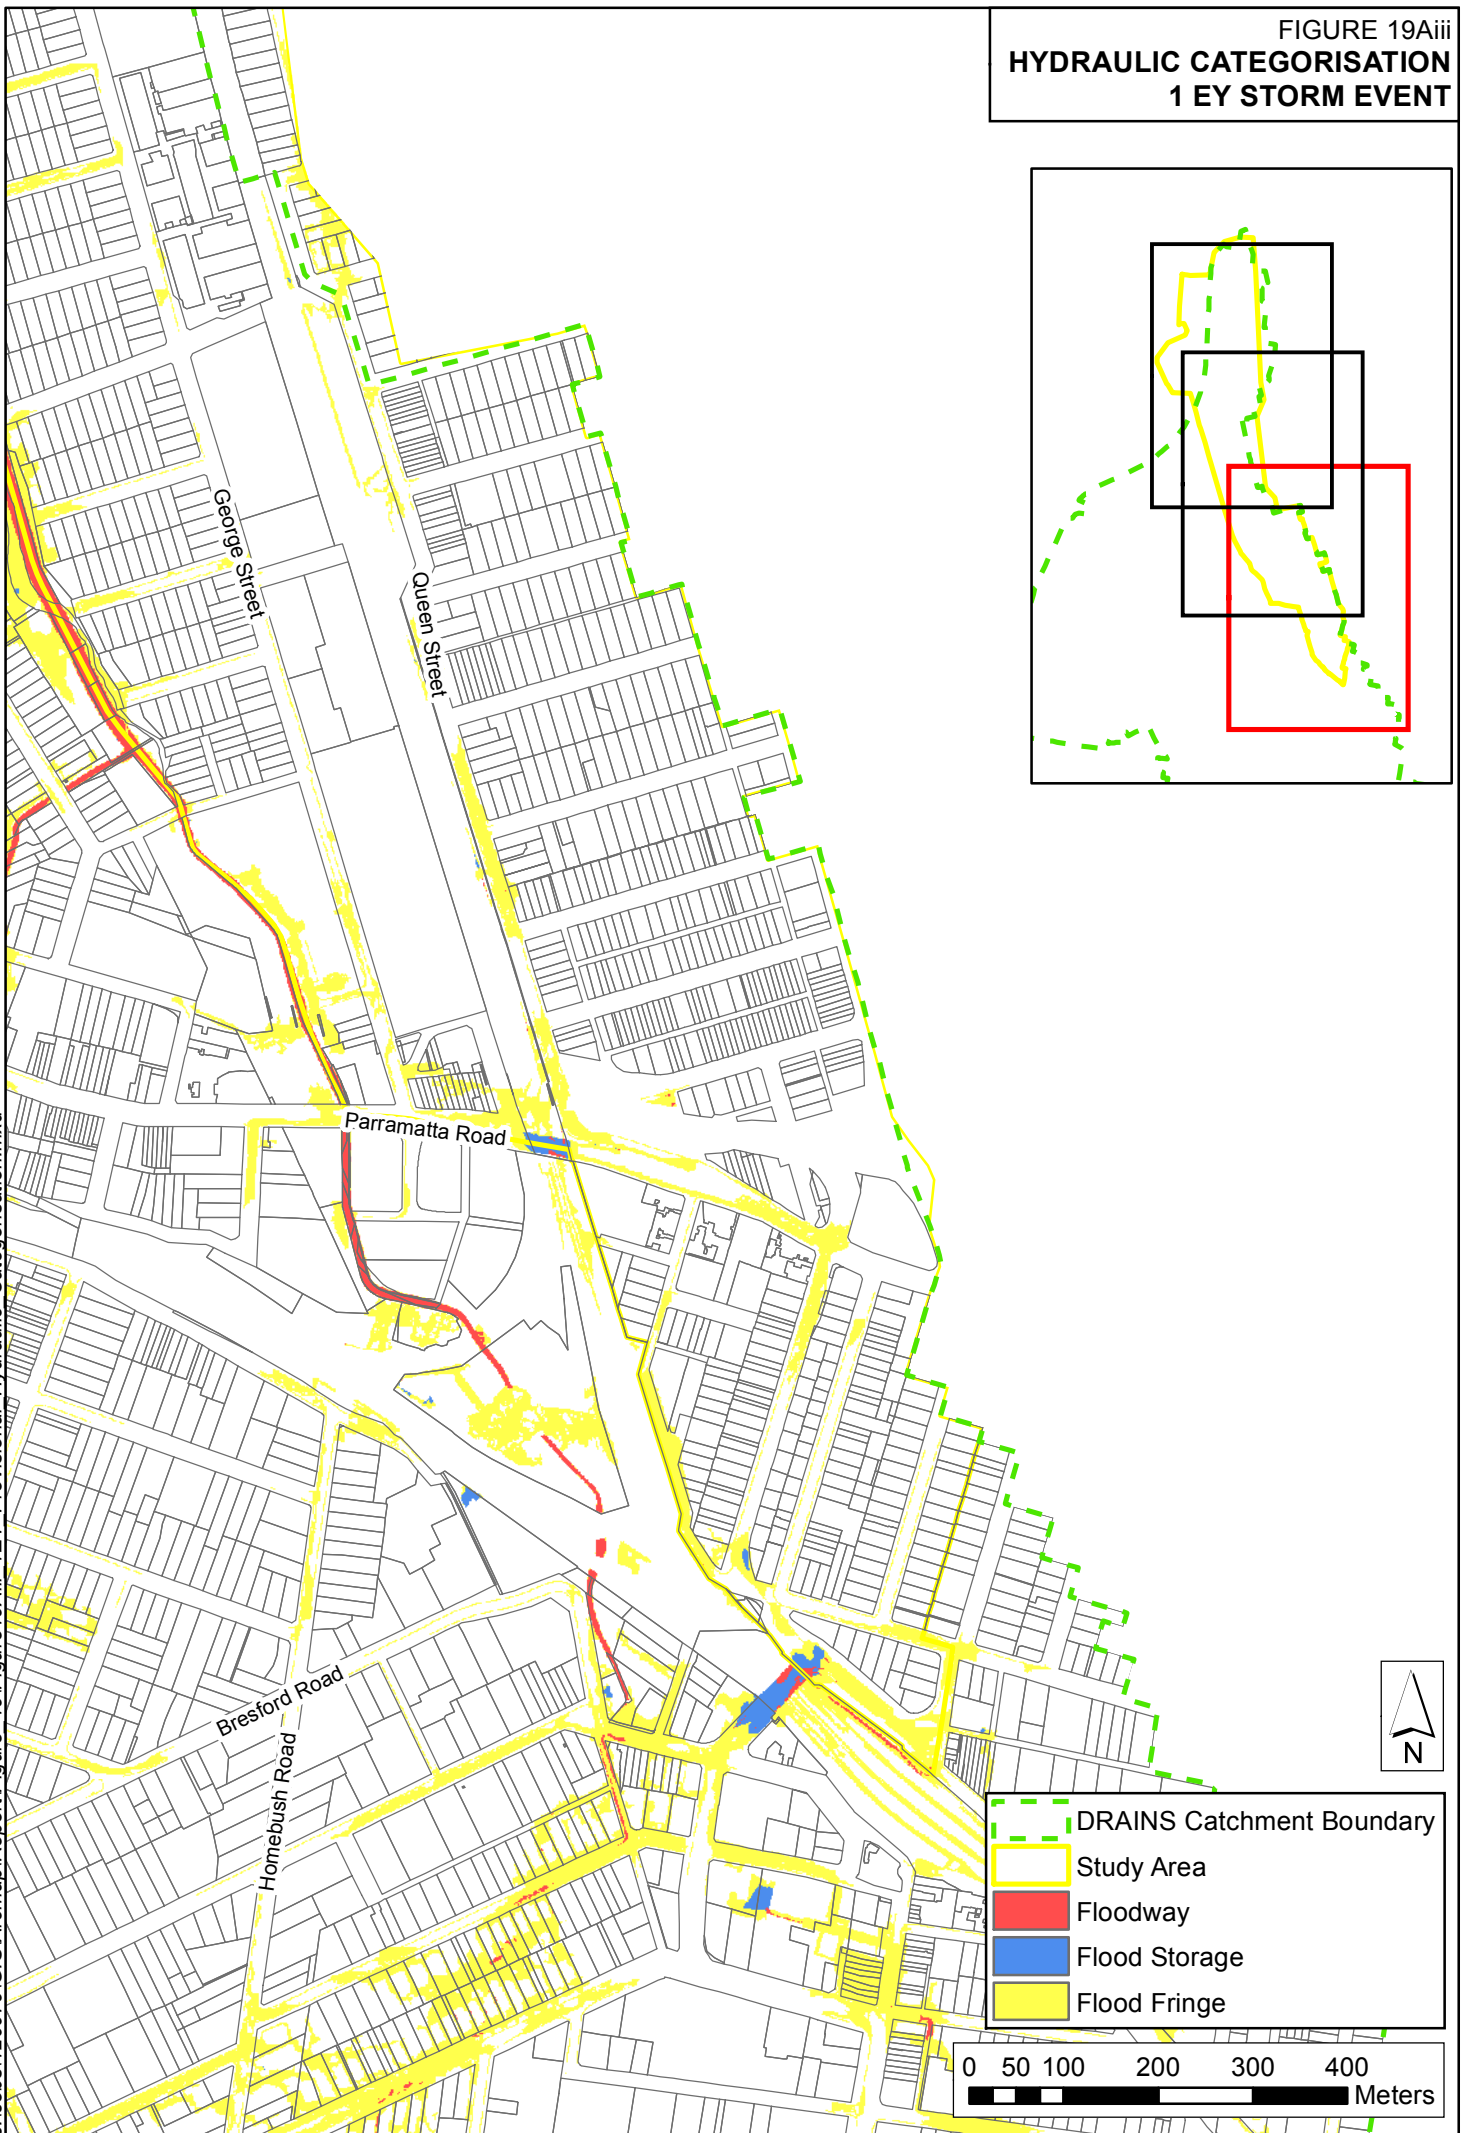 FIGURE 19Aiii
HYDRAULIC CATEGORISATION
1 EY STORM EVENT
George Street
Queen Street
Parramatta Road
Bresford Road
Homebush Road
N
DRAINS Catchment Boundary
Study Area
Floodway
Flood Storage
Flood Fringe
0 50 100 200 300 400
Meters